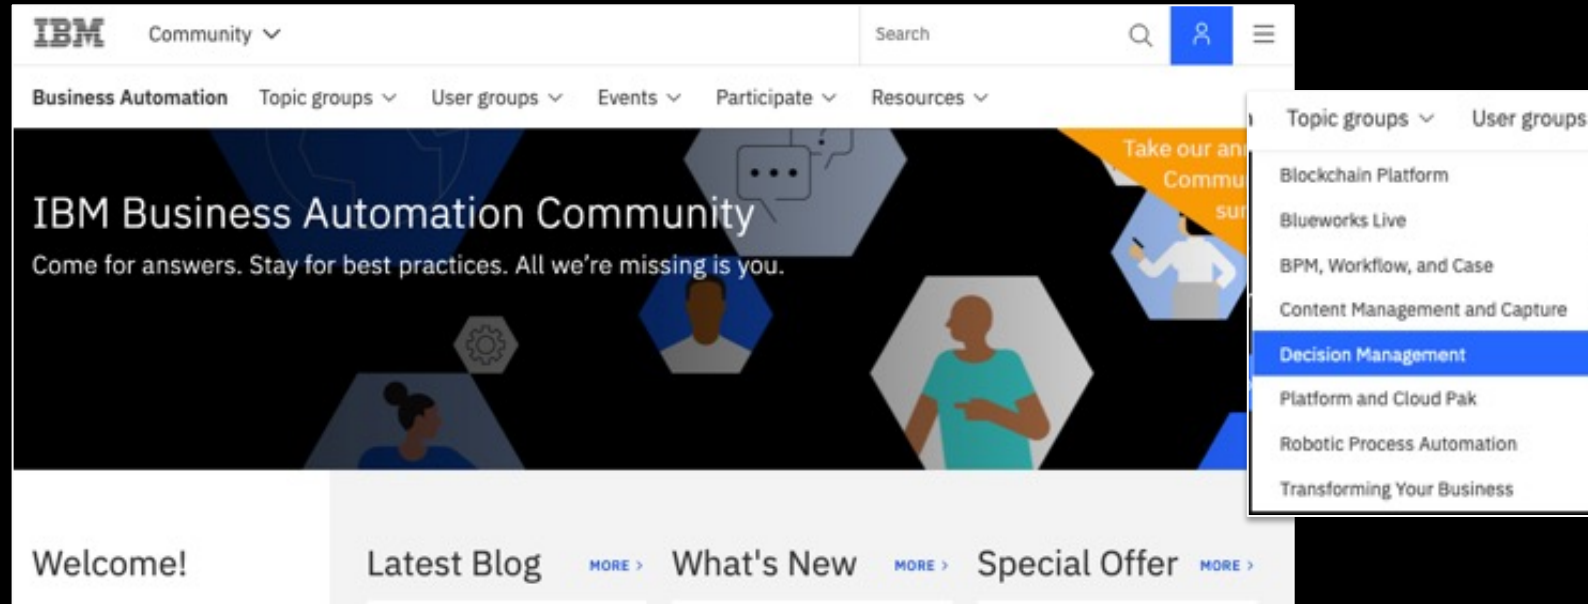 IBM Community
Search
Business Automation Topic groups User groups Events Participate Resources
Take our
IBM Business Automation Community
Come for answers. Stay for best practices. All we're missing is you.
Topic groups User groups
Blockchain Platform
Blueworks Live
BPM, Workflow, and Case
Content Management and Capture
Decision Management
Platform and Cloud Pak
Robotic Process Automation
Transforming Your Business
Welcome!
Latest Blog MORE >
What's New MORE >
Special Offer MORE >